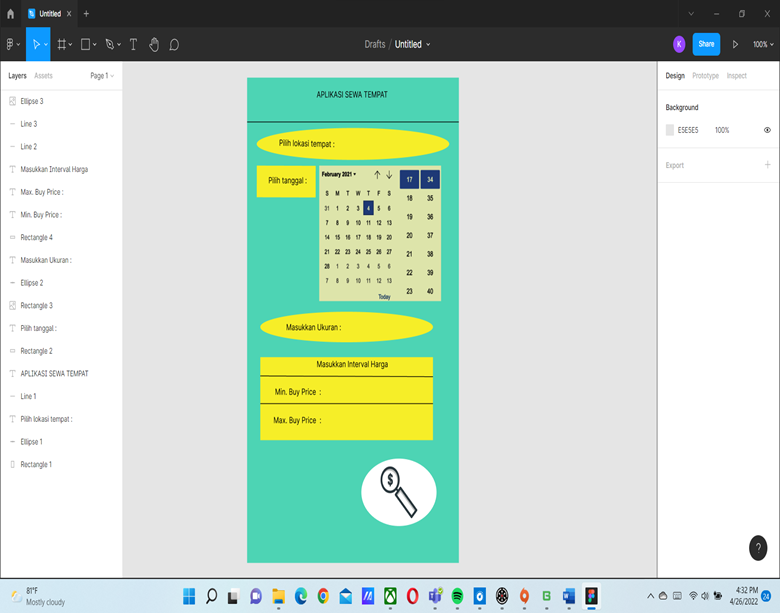 Untitled
Drafts / Untitled
K
Share
100%
Layers
Assets
Page 1
Ellipse 3
Line 3
Line 2
Masukkan Interval Harga
Max. Buy Price :
Min. Buy Price :
Rectangle 4
Masukkan Ukuran :
Ellipse 2
Rectangle 3
Pilih tanggal :
Rectangle 2
APLIKASI SEWA TEMPAT
Line 1
Pilih lokasi tempat :
Ellipse 1
Rectangle 1
APLIKASI SEWA TEMPAT
Pilih lokasi tempat :
Pilih tanggal :
February 2021
S M T W T F S
31 1 2 3 4 5 6
7 8 9 10 11 12 13
14 15 16 17 18 19 20
21 22 23 24 25 26 27
28 1 2 3 4 5 6
7 8 9 10 11 12 13
Today
17 34
18 35
19 36
20 37
21 38
22 39
23 40
Masukkan Ukuran :
Masukkan Interval Harga
Min. Buy Price :
Max. Buy Price :
$
Design
Prototype
Inspect
Background
E5E5E5
100%
Export
?
81°F
Mostly cloudy
4:32 PM
4/26/2022
24